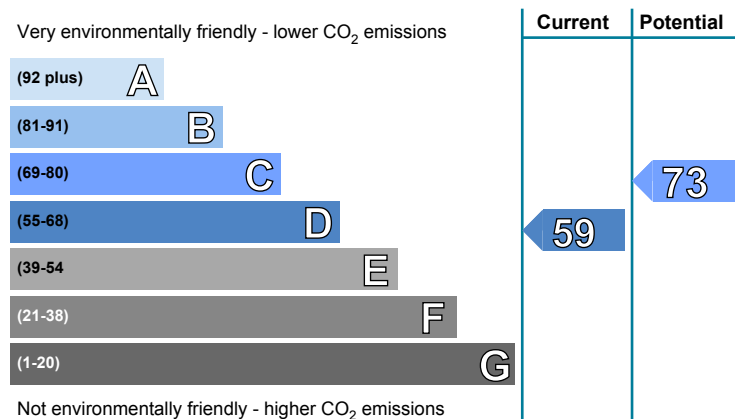 Very environmentally friendly - lower CO₂ emissions
Current
Potential
(92 plus) A
(81-91) B
(69-80) C
(55-68) D
(39-54 E
(21-38) F
(1-20) G
59
73
Not environmentally friendly - higher CO₂ emissions